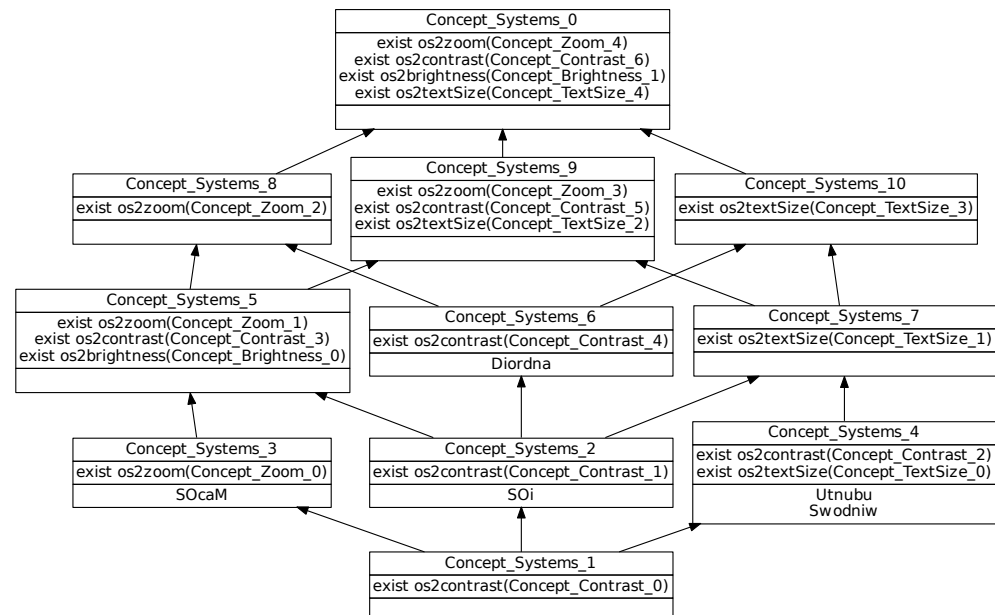 Concept_Systems_0
exist os2zoom(Concept_Zoom_4)
exist os2contrast(Concept_Contrast_6)
exist os2brightness(Concept_Brightness_1)
exist os2textSize(Concept_TextSize_4)
Concept_Systems_8
exist os2zoom(Concept_Zoom_2)
Concept_Systems_9
exist os2zoom(Concept_Zoom_3)
exist os2contrast(Concept_Contrast_5)
exist os2textSize(Concept_TextSize_2)
Concept_Systems_10
exist os2textSize(Concept_TextSize_3)
Concept_Systems_5
exist os2zoom(Concept_Zoom_1)
exist os2contrast(Concept_Contrast_3)
exist os2brightness(Concept_Brightness_0)
Concept_Systems_6
exist os2contrast(Concept_Contrast_4)
Diordna
Concept_Systems_7
exist os2textSize(Concept_TextSize_1)
Concept_Systems_3
exist os2zoom(Concept_Zoom_0)
SOcaM
Concept_Systems_2
exist os2contrast(Concept_Contrast_1)
SOi
Concept_Systems_4
exist os2contrast(Concept_Contrast_2)
exist os2textSize(Concept_TextSize_0)
Utnubu
Swodniw
Concept_Systems_1
exist os2contrast(Concept_Contrast_0)